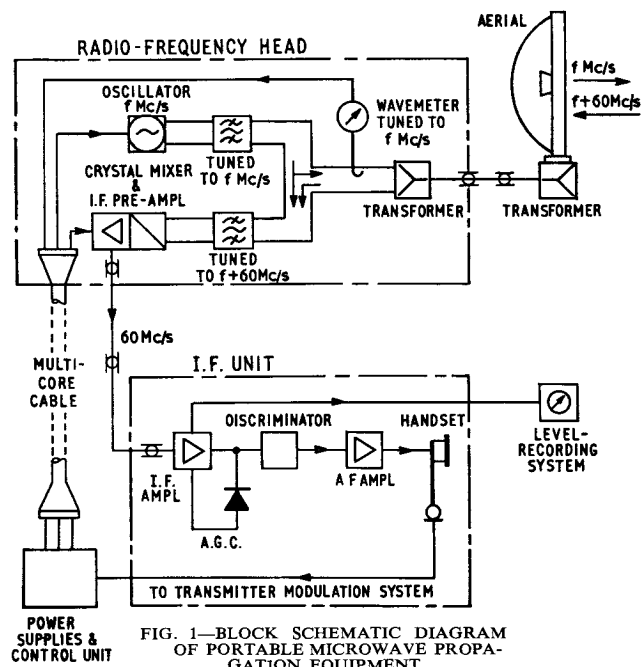 AERIAL
RADIO-FREQUENCY HEAD
f Mc/s
f+60Mc/s
OSCILLATOR
f Mc/s
WAVEMETER
TUNED TO
f Mc/s
TUNED
TO f Mc/s
CRYSTAL MIXER
&
I.F. PRE-AMPL
TRANSFORMER
TRANSFORMER
TUNED
TO f+60Mc/s
60Mc/s
MULTI-
CORE
CABLE
I.F. UNIT
DISCRIMINATOR
HANDSET
LEVEL-
RECORDING
SYSTEM
I.F.
AMPL
A F AMPL
A.G.C.
TO TRANSMITTER MODULATION SYSTEM
POWER
SUPPLIES &
CONTROL UNIT
FIG. 1—BLOCK SCHEMATIC DIAGRAM
OF PORTABLE MICROWAVE PROPA-
GATION EQUIPMENT